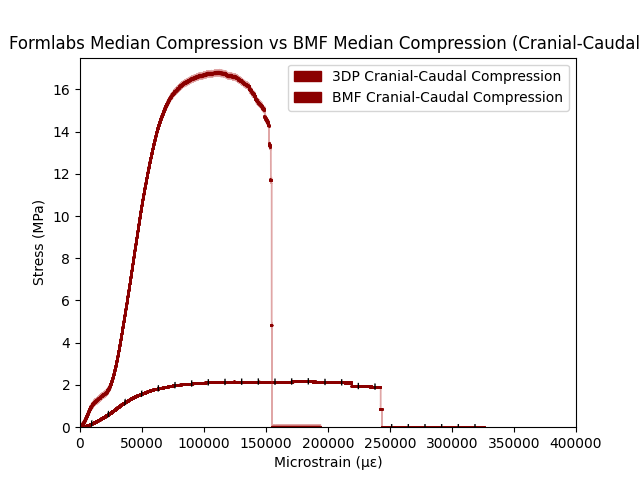 Formlabs Median Compression vs BMF Median Compression (Cranial-Caudal
3DP Cranial-Caudal Compression
BMF Cranial-Caudal Compression
16
14
12
10
8
6
4
2
0
Stress (MPa)
0 50000 100000 150000 200000 250000 300000 350000 400000
Microstrain (με)